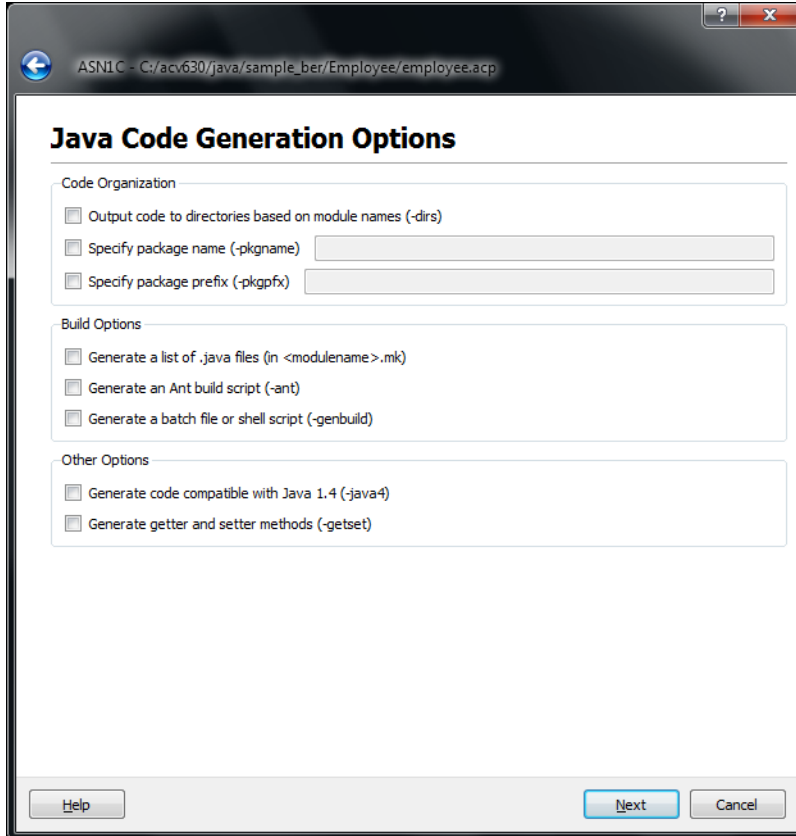 ASN1C - C:/acv630/java/sample_ber/Employee/employee.acp
Java Code Generation Options
Code Organization
Output code to directories based on module names (-dirs)
Specify package name (-pkgname)
Specify package prefix (-pkgpfx)
Build Options
Generate a list of .java files (in <modulename>.mk)
Generate an Ant build script (-ant)
Generate a batch file or shell script (-genbuild)
Other Options
Generate code compatible with Java 1.4 (-java4)
Generate getter and setter methods (-getset)
Help Next Cancel